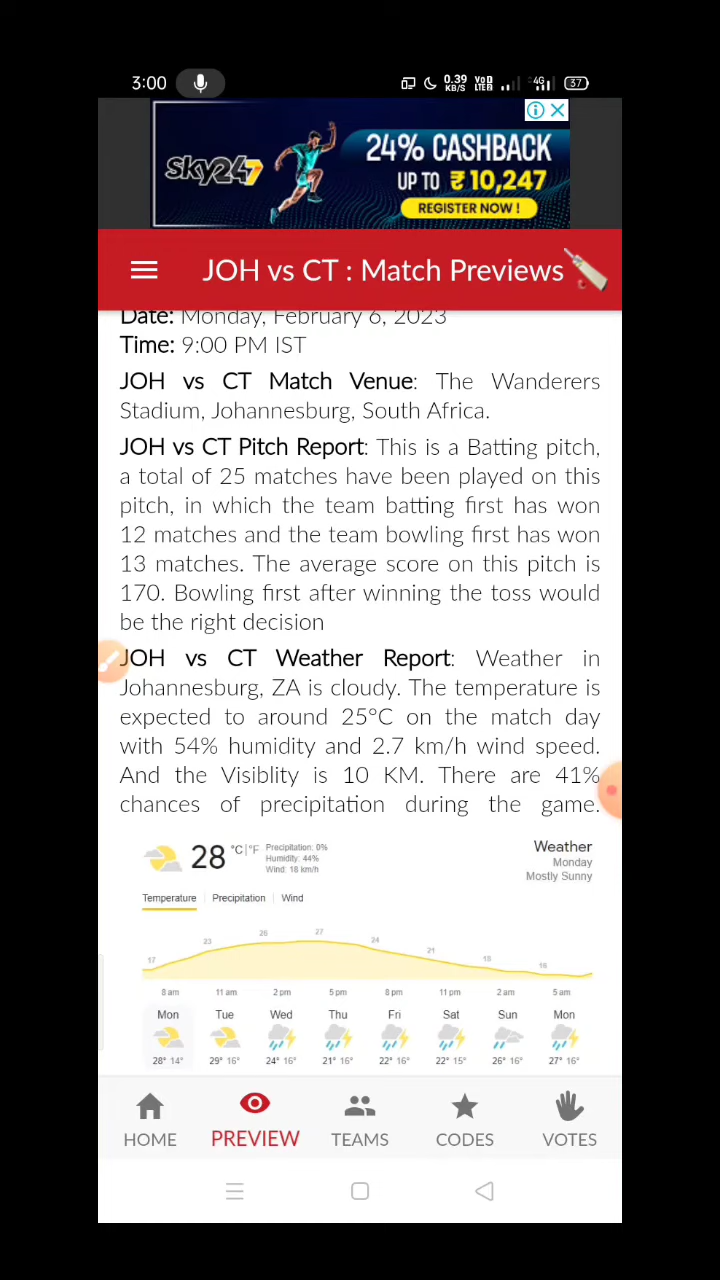 3:00
0.39 KB/S
VoD LTE 2
4G
37
SKY247
24% CASHBACK
UP TO ₹ 10,247
REGISTER NOW !
JOH vs CT : Match Previews
Date: Monday, February 6, 2023
Time: 9:00 PM IST
JOH vs CT Match Venue: The Wanderers
Stadium, Johannesburg, South Africa.
JOH vs CT Pitch Report: This is a Batting pitch,
a total of 25 matches have been played on this
pitch, in which the team batting first has won
12 matches and the team bowling first has won
13 matches. The average score on this pitch is
170. Bowling first after winning the toss would
be the right decision
JOH vs CT Weather Report: Weather in
Johannesburg, ZA is cloudy. The temperature is
expected to around 25°C on the match day
with 54% humidity and 2.7 km/h wind speed.
And the Visiblity is 10 KM. There are 41%
chances of precipitation during the game.
28 °C | °F
Precipitation: 0%
Humidity: 44%
Wind: 18 km/h
Weather
Monday
Mostly Sunny
Temperature | Precipitation | Wind
17 23 26 27 24 21 18 16
8 am 11 am 2 pm 5 pm 8 pm 11 pm 2 am 5 am
Mon Tue Wed Thu Fri Sat Sun Mon
28° 14° 29° 16° 24° 16° 21° 16° 22° 16° 22° 15° 26° 16° 27° 16°
HOME PREVIEW TEAMS CODES VOTES